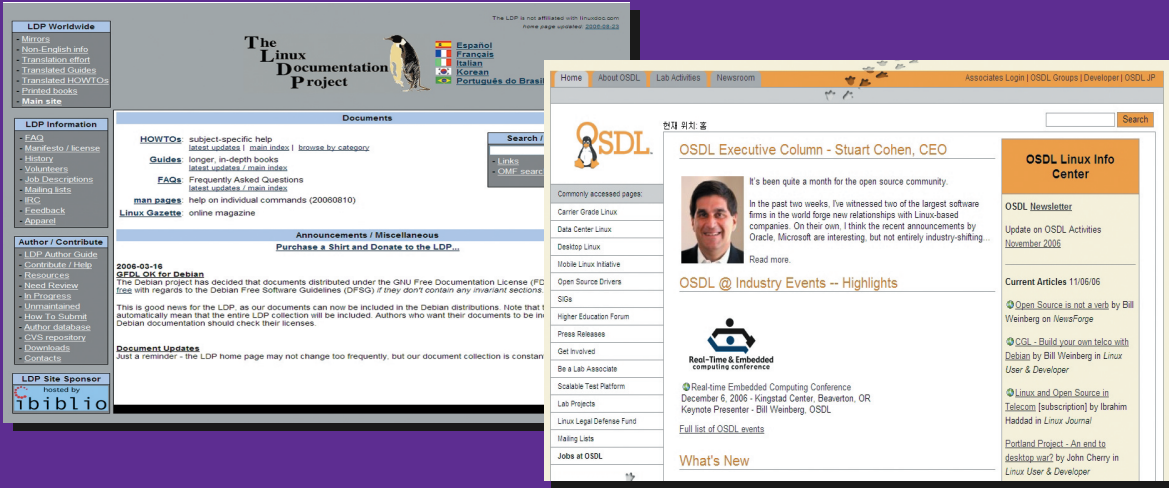 The LDP is not affiliated with linuxdoc.com
home page updated: 2006-08-23
LDP Worldwide
- Mirrors
- Non-English info
- Translation effort
- Translated Guides
- Translated HOWTOs
- Printed books
- Main site
The
Linux
Documentation
Project
Español
Français
Italian
Korean
Português do Brasil
LDP Information
- FAQ
- Manifesto / license
- History
- Volunteers
- Job Descriptions
- Mailing lists
- IRC
- Feedback
- Apparel
Author / Contribute
- LDP Author Guide
- Contribute / Help
- Resources
- Need Review
- In Progress
- Unmaintained
- How To Submit
- Author database
- CVS repository
- Downloads
- Contacts
LDP Site Sponsor
hosted by
ibiblio
Documents
HOWTOs: subject-specific help
latest updates | main index | browse by category
Guides: longer, in-depth books
latest updates / main index
FAQs: Frequently Asked Questions
latest updates / main index
man pages: help on individual commands (20060810)
Linux Gazette: online magazine
Search /
- Links
- OMF searc
Announcements / Miscellaneous
Purchase a Shirt and Donate to the LDP...
2006-03-16
GFDL OK for Debian
The Debian project has decided that documents distributed under the GNU Free Documentation License (FD
free with regards to the Debian Free Software Guidelines (DFSG) if they don't contain any invariant sections.
This is good news for the LDP, as our documents can now be included in the Debian distributions. Note that t
automatically mean that the entire LDP collection will be included. Authors who want their documents to be in
Debian documentation should check their licenses.
Document Updates
Just a reminder - the LDP home page may not change too frequently, but our document collection is constan
Home
About OSDL
Lab Activities
Newsroom
Associates Login | OSDL Groups | Developer | OSDL JP
OSDL
현재 위치: 홈
Search
Commonly accessed pages:
Carrier Grade Linux
Data Center Linux
Desktop Linux
Mobile Linux Initiative
Open Source Drivers
SIGs
Higher Education Forum
Press Releases
Get Involved
Be a Lab Associate
Scalable Test Platform
Lab Projects
Linux Legal Defense Fund
Mailing Lists
Jobs at OSDL
OSDL Executive Column - Stuart Cohen, CEO
It's been quite a month for the open source community.
In the past two weeks, I've witnessed two of the largest software
firms in the world forge new relationships with Linux-based
companies. On their own, I think the recent announcements by
Oracle, Microsoft are interesting, but not entirely industry-shifting...
Read more.
OSDL @ Industry Events -- Highlights
Real-Time & Embedded
computing conference
Real-time Embedded Computing Conference
December 6, 2006 - Kingstad Center, Beaverton, OR
Keynote Presenter - Bill Weinberg, OSDL
Full list of OSDL events
What's New
OSDL Linux Info
Center
OSDL Newsletter
Update on OSDL Activities
November 2006
Current Articles 11/06/06
Open Source is not a verb by Bill
Weinberg on NewsForge
CGL - Build your own telco with
Debian by Bill Weinberg in Linux
User & Developer
Linux and Open Source in
Telecom [subscription] by Ibrahim
Haddad in Linux Journal
Portland Project - An end to
desktop war? by John Cherry in
Linux User & Developer